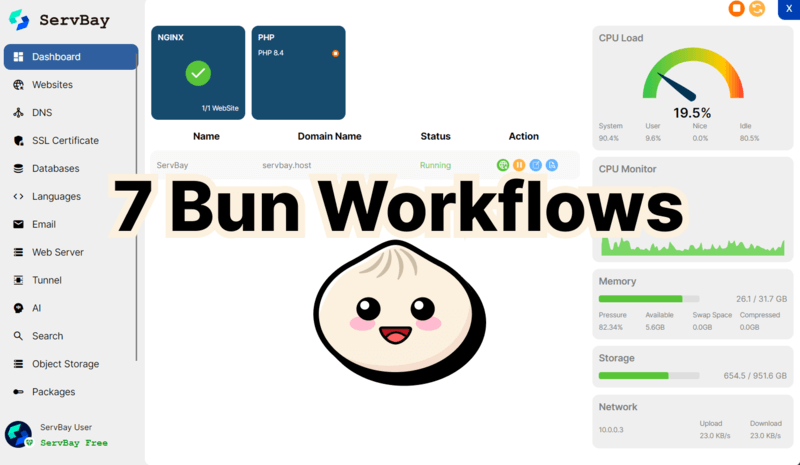 ServBay
Dashboard
Websites
DNS
SSL Certificate
Databases
Languages
Email
Web Server
Tunnel
AI
Search
Object Storage
Packages
ServBay User
ServBay Free
NGINX
1/1 WebSite
PHP
PHP 8.4
Name Domain Name Status Action
ServBay servbay.host Running
7 Bun Workflows
X
CPU Load
19.5%
System User Nice Idle
90.4% 9.6% 0.0% 80.5%
CPU Monitor
Memory
26.1 / 31.7 GB
Pressure Available Swap Space Compressed
82.34% 5.6GB 0.0GB 0.0GB
Storage
654.5 / 951.6 GB
Network
Upload Download
10.0.0.3 23.0 KB/s 23.0 KB/s